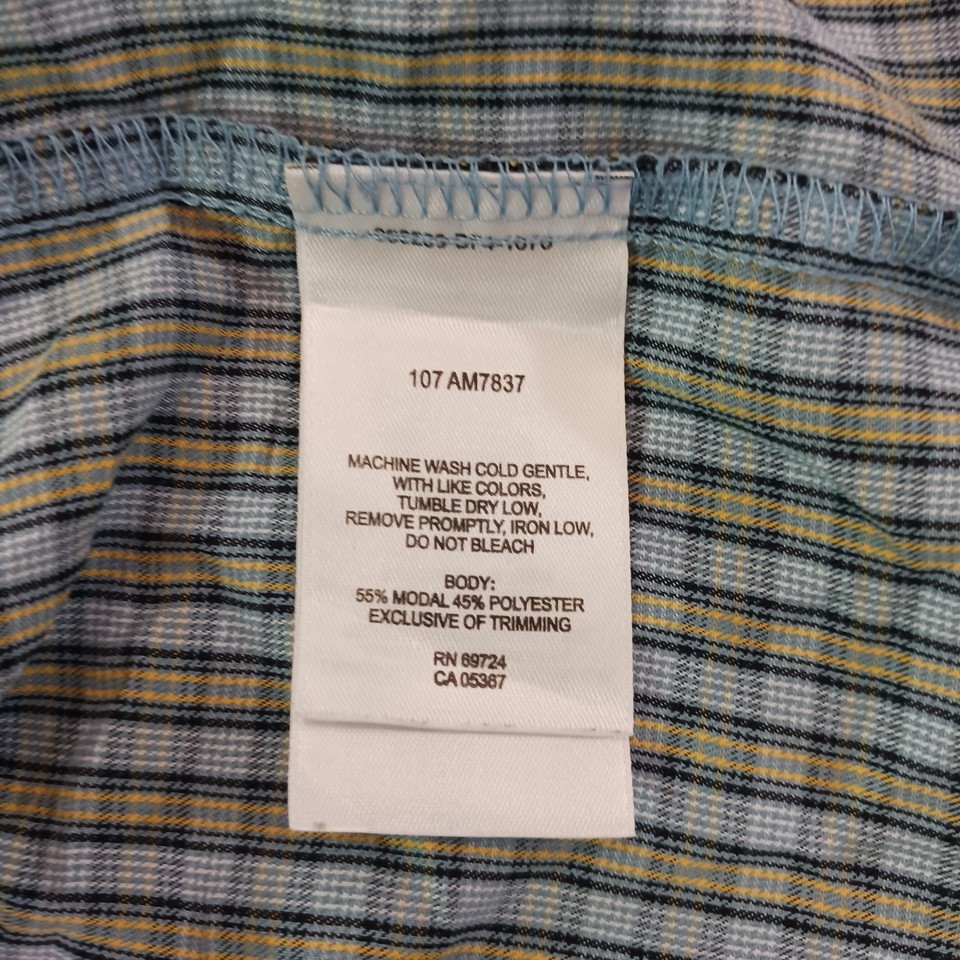 107 AM7837
MACHINE WASH COLD GENTLE,
WITH LIKE COLORS,
TUMBLE DRY LOW,
REMOVE PROMPTLY, IRON LOW,
DO NOT BLEACH
BODY:
55% MODAL 45% POLYESTER
EXCLUSIVE OF TRIMMING
RN 69724
CA 05367